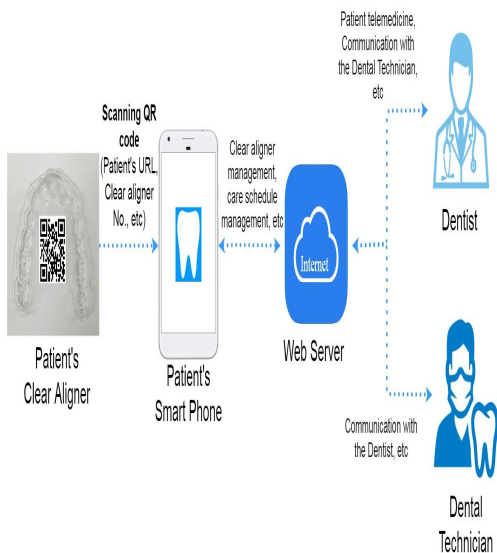 Patient telemedicine,
Communication with
the Dental Technician,
etc
Scanning QR
code
(Patient's URL,
Clear aligner
No., etc)
Clear aligner
management,
care schedule
management, etc
Internet
Dentist
Patient's
Clear Aligner
Patient's
Smart Phone
Web Server
Communication with
the Dentist, etc
Dental
Technician